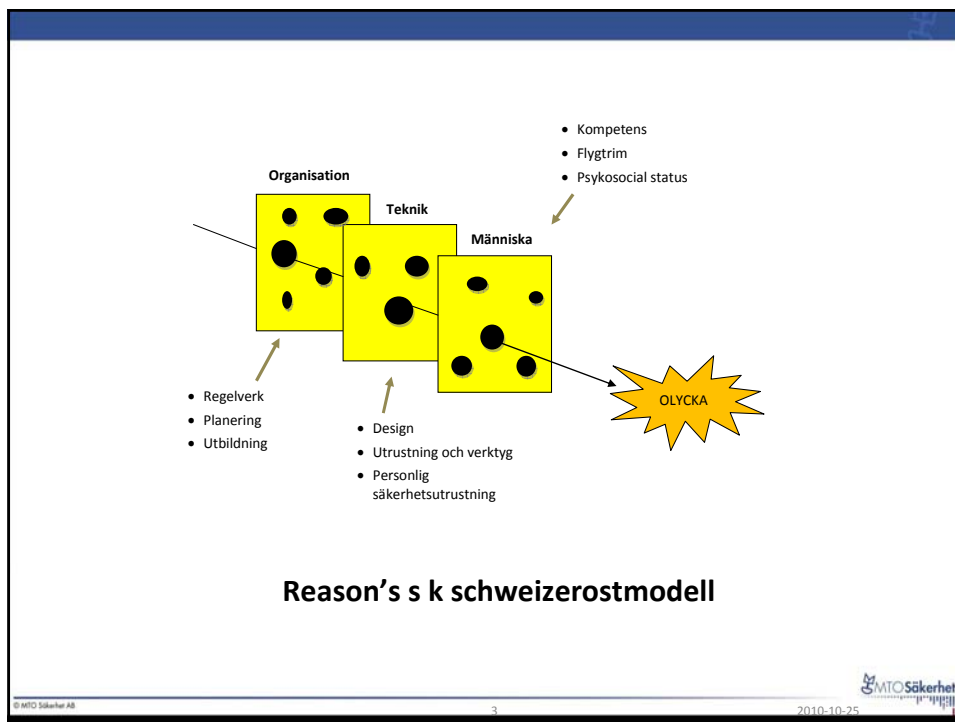 • Kompetens
• Flygtrim
• Psykosocial status
Organisation
Teknik
Människa
OLYCKA
• Regelverk
• Planering
• Utbildning
• Design
• Utrustning och verktyg
• Personlig
säkerhetsutrustning
Reason's s k schweizerostmodell
MTO Säkerhet
© MTO Säkerhet AB
3
2010-10-25